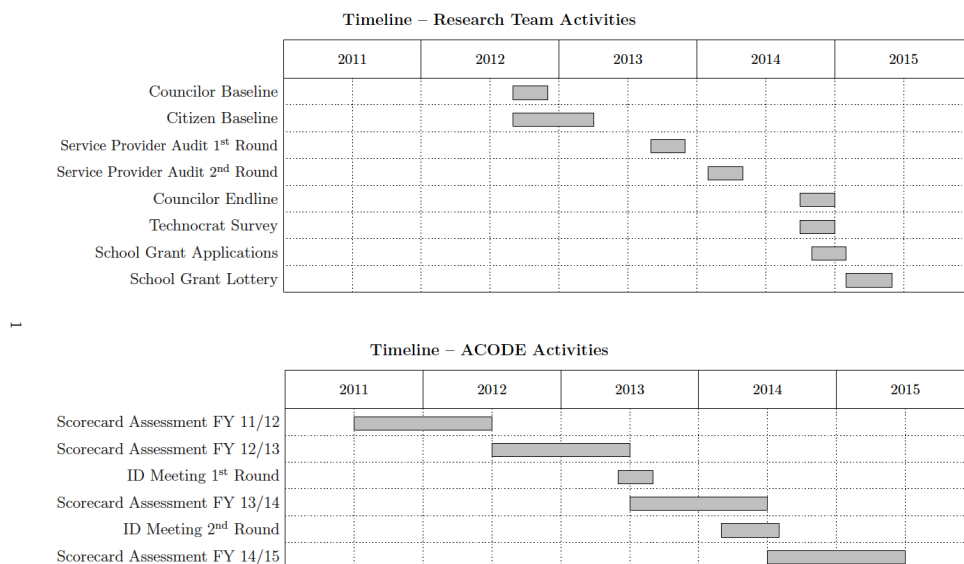 Timeline – Research Team Activities
2011 2012 2013 2014 2015
Councilor Baseline
Citizen Baseline
Service Provider Audit 1st Round
Service Provider Audit 2nd Round
Councilor Endline
Technocrat Survey
School Grant Applications
School Grant Lottery
1
Timeline – ACODE Activities
2011 2012 2013 2014 2015
Scorecard Assessment FY 11/12
Scorecard Assessment FY 12/13
ID Meeting 1st Round
Scorecard Assessment FY 13/14
ID Meeting 2nd Round
Scorecard Assessment FY 14/15